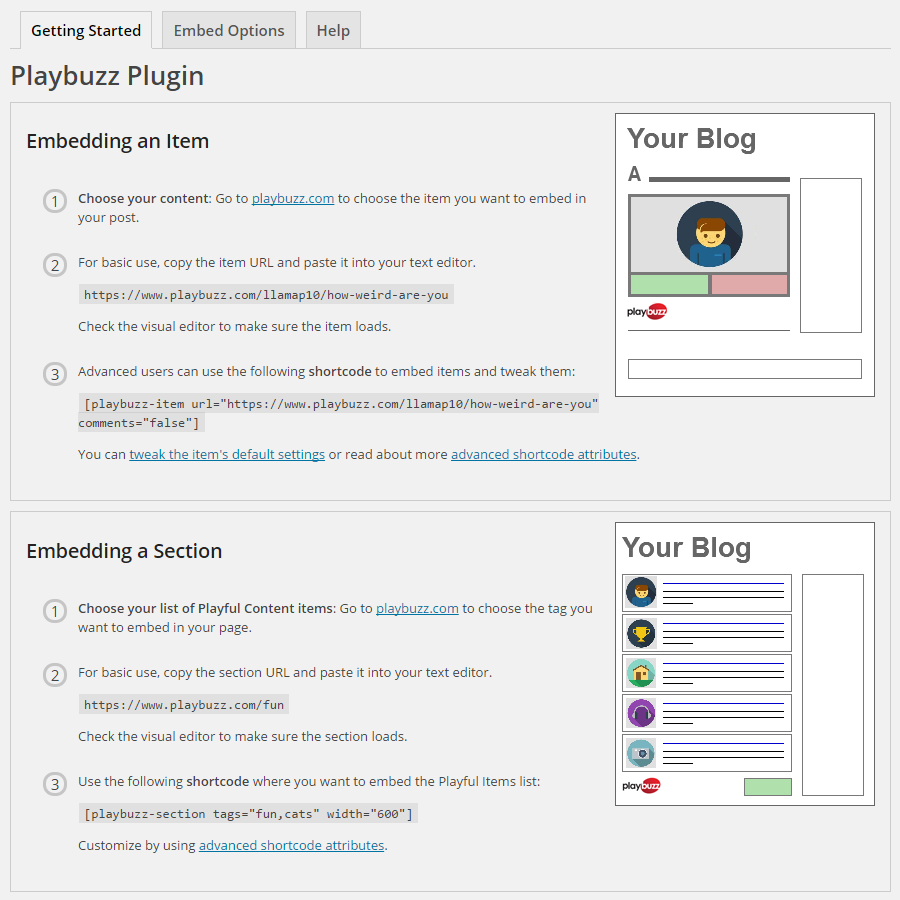 Getting Started
Embed Options
Help
Playbuzz Plugin
Embedding an Item
1
Choose your content: Go to playbuzz.com to choose the item you want to embed in
your post.
2
For basic use, copy the item URL and paste it into your text editor.
https://www.playbuzz.com/llamap10/how-weird-are-you
Check the visual editor to make sure the item loads.
3
Advanced users can use the following shortcode to embed items and tweak them:
[playbuzz-item url="https://www.playbuzz.com/llamap10/how-weird-are-you"
comments="false"]
You can tweak the item's default settings or read about more advanced shortcode attributes.
Your Blog
A
playbuzz
Embedding a Section
1
Choose your list of Playful Content items: Go to playbuzz.com to choose the tag you
want to embed in your page.
2
For basic use, copy the section URL and paste it into your text editor.
https://www.playbuzz.com/fun
Check the visual editor to make sure the section loads.
3
Use the following shortcode where you want to embed the Playful Items list:
[playbuzz-section tags="fun,cats" width="600"]
Customize by using advanced shortcode attributes.
Your Blog
playbuzz